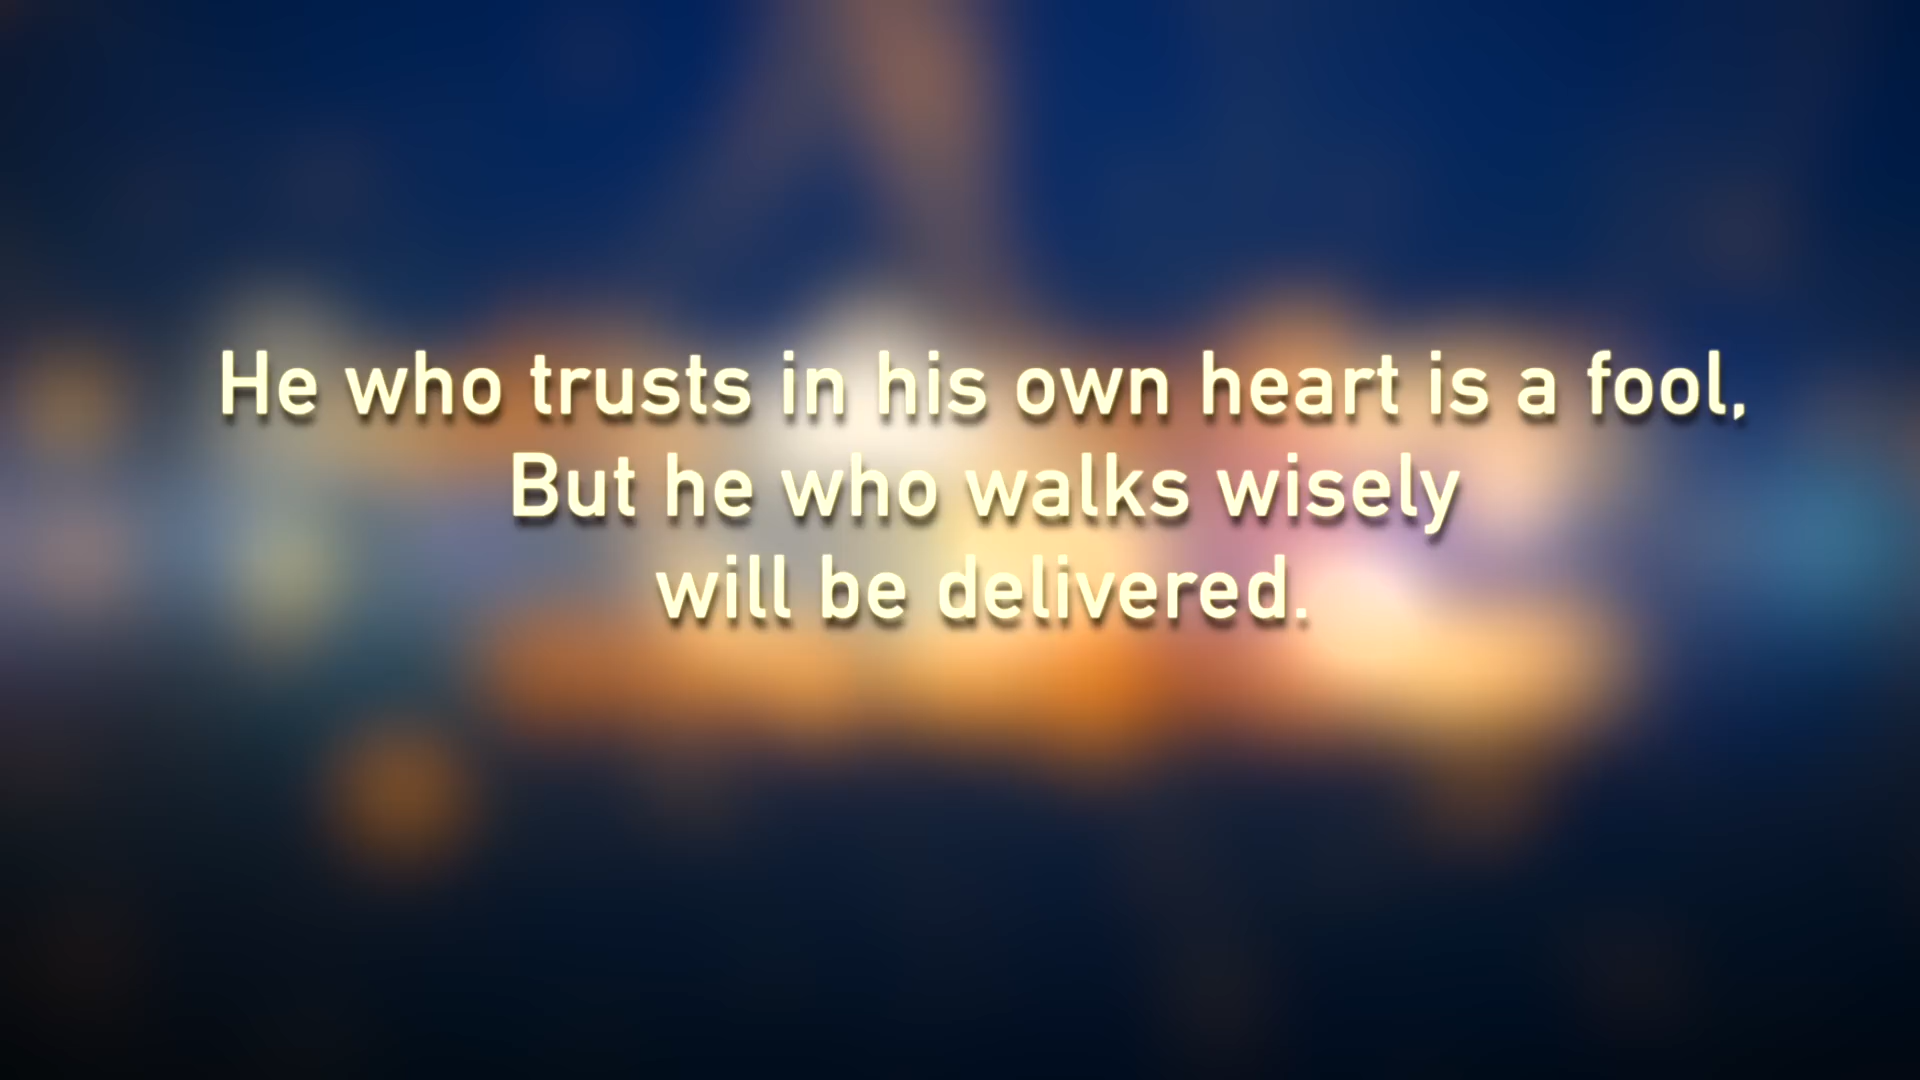 He who trusts in his own heart is a fool,
But he who walks wisely
will be delivered.